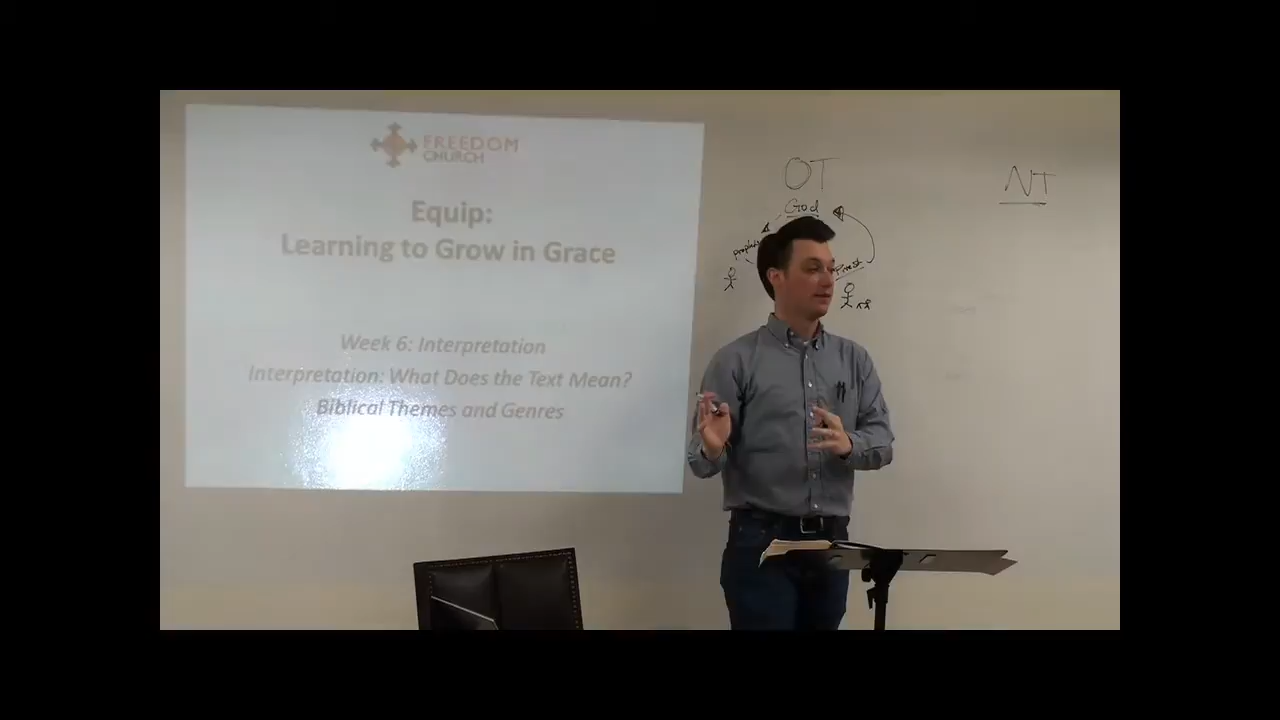 FREEDOM
CHURCH
Equip:
Learning to Grow in Grace
Week 6: Interpretation
Interpretation: What Does the Text Mean?
Biblical Themes and Genres
OT
God
Priest
NT